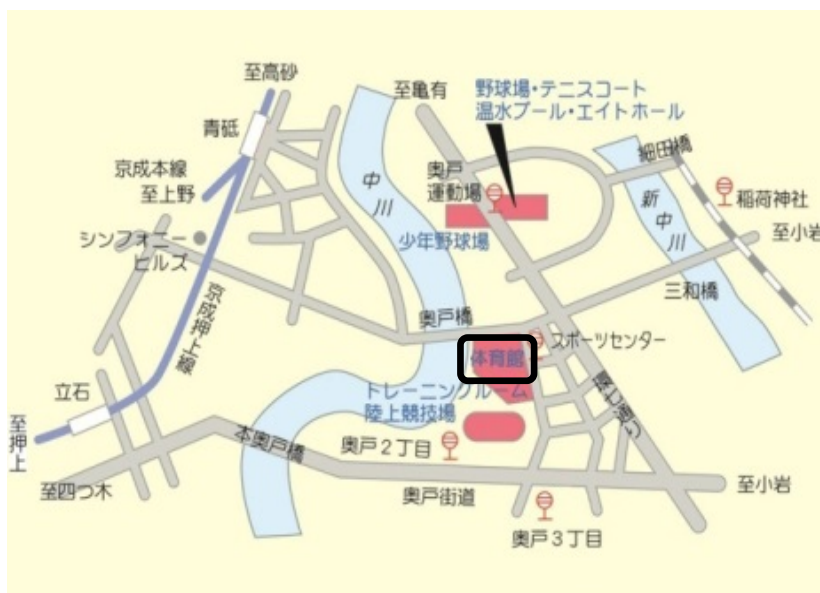 至高砂
青砥
京成本線
至上野
シンフォニー
ヒルズ
京成押上線
立石
至押上
至四つ木
本奥戸橋
中川
至亀有
野球場・テニスコート
温水プール・エイトホール
奥戸
運動場
少年野球場
細田橋
新中川
稲荷神社
至小岩
三和橋
奥戸橋
スポーツセンター
体育館
トレーニングルーム
陸上競技場
環七通り
奥戸2丁目
奥戸街道
至小岩
奥戸3丁目